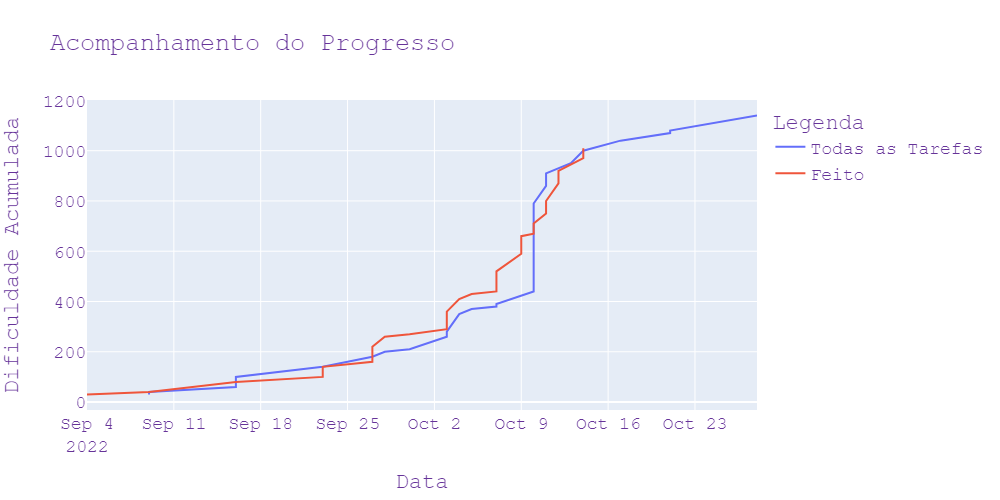 Acompanhamento do Progresso
Dificuldade Acumulada
1200
1000
800
600
400
200
0
Sep 4
2022
Sep 11
Sep 18
Sep 25
Oct 2
Oct 9
Oct 16
Oct 23
Data
Legenda
Todas as Tarefas
Feito